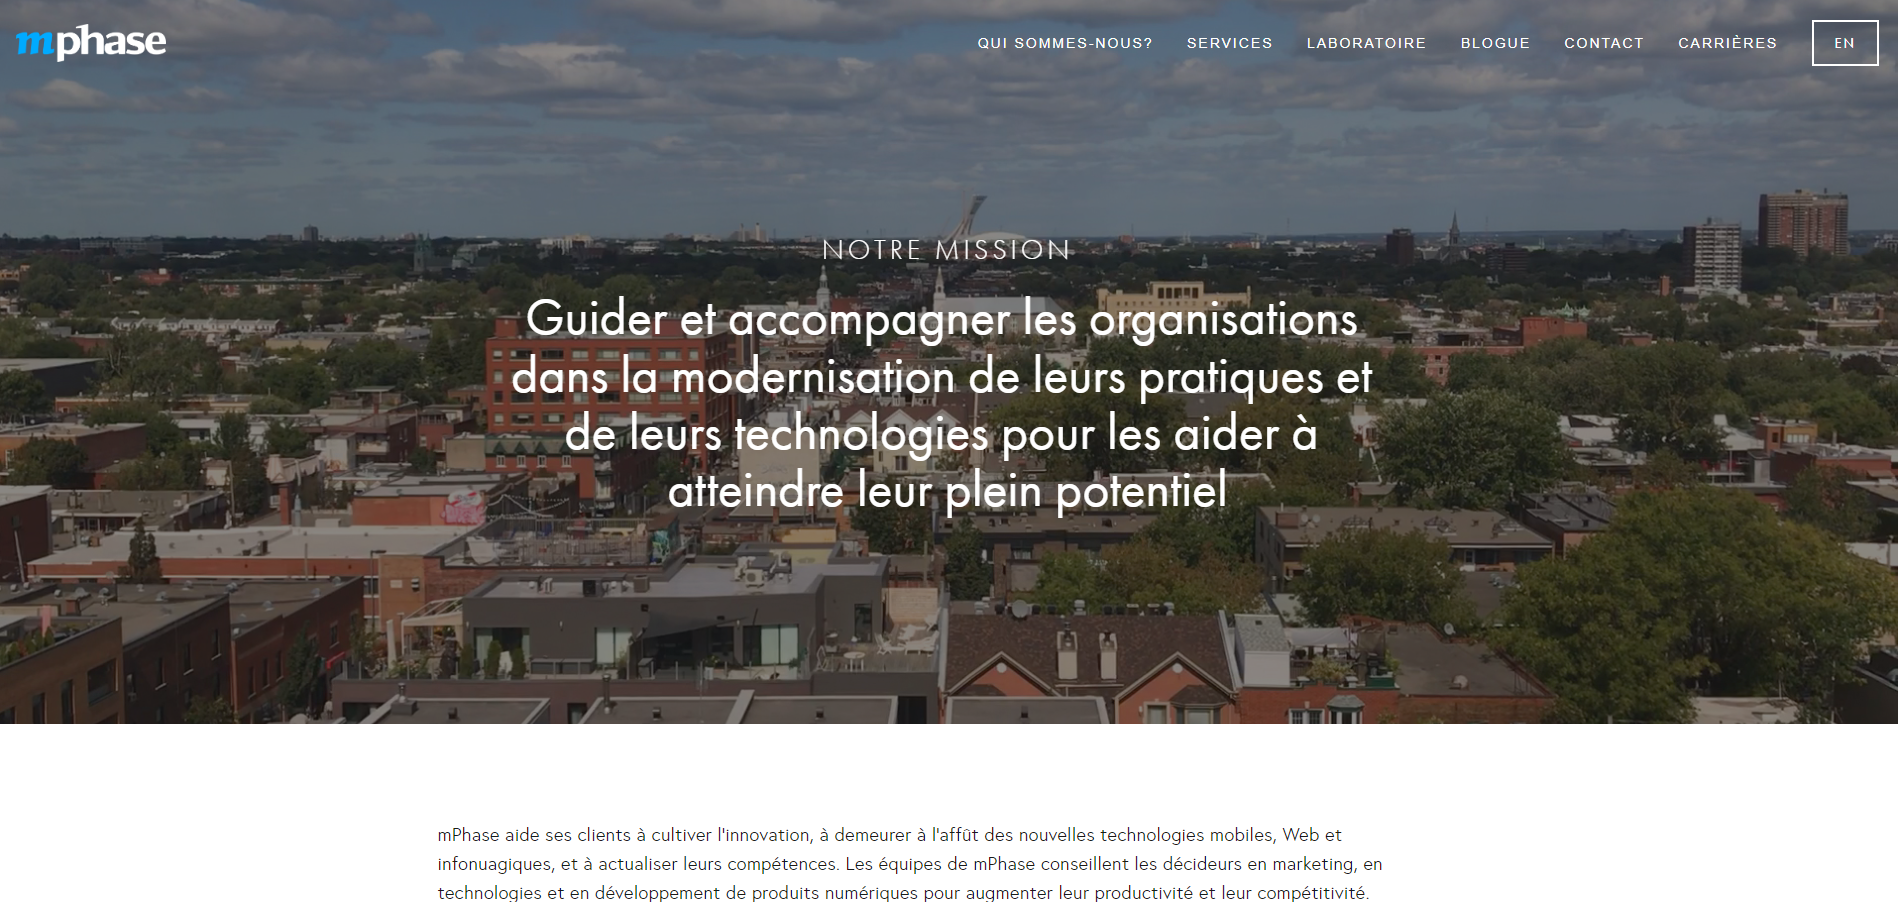 mphase
QUI SOMMES-NOUS?
SERVICES
LABORATOIRE
BLOGUE
CONTACT
CARRIÈRES
EN
NOTRE MISSION
Guider et accompagner les organisations
dans la modernisation de leurs pratiques et
de leurs technologies pour les aider à
atteindre leur plein potentiel
mPhase aide ses clients à cultiver l'innovation, à demeurer à l'affût des nouvelles technologies mobiles, Web et
infonuagiques, et à actualiser leurs compétences. Les équipes de mPhase conseillent les décideurs en marketing, en
technologies et en développement de produits numériques pour augmenter leur productivité et leur compétitivité.